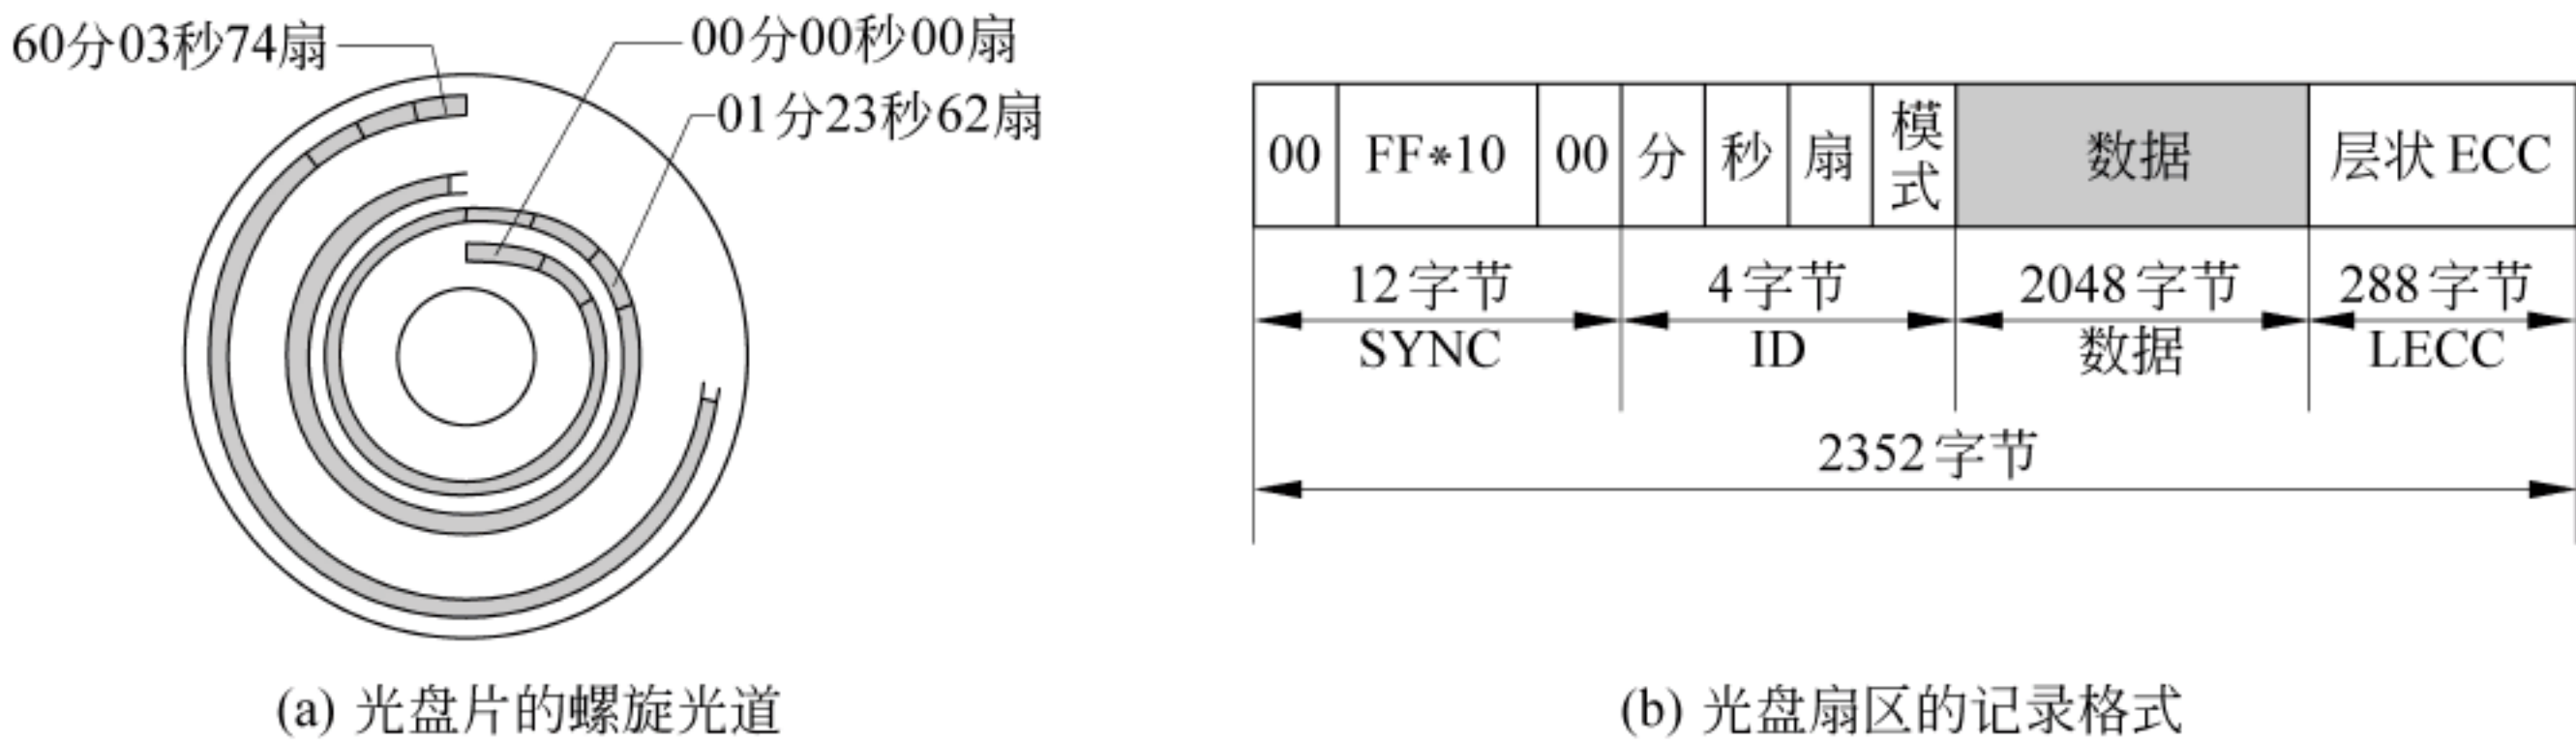 60分03秒74扇
00分00秒00扇
01分23秒62扇
(a) 光盘片的螺旋光道
00 FF*10 00 分 秒 扇 模式 数据 层状 ECC
12字节 4字节 2048字节 288字节
SYNC ID 数据 LECC
2352字节
(b) 光盘扇区的记录格式